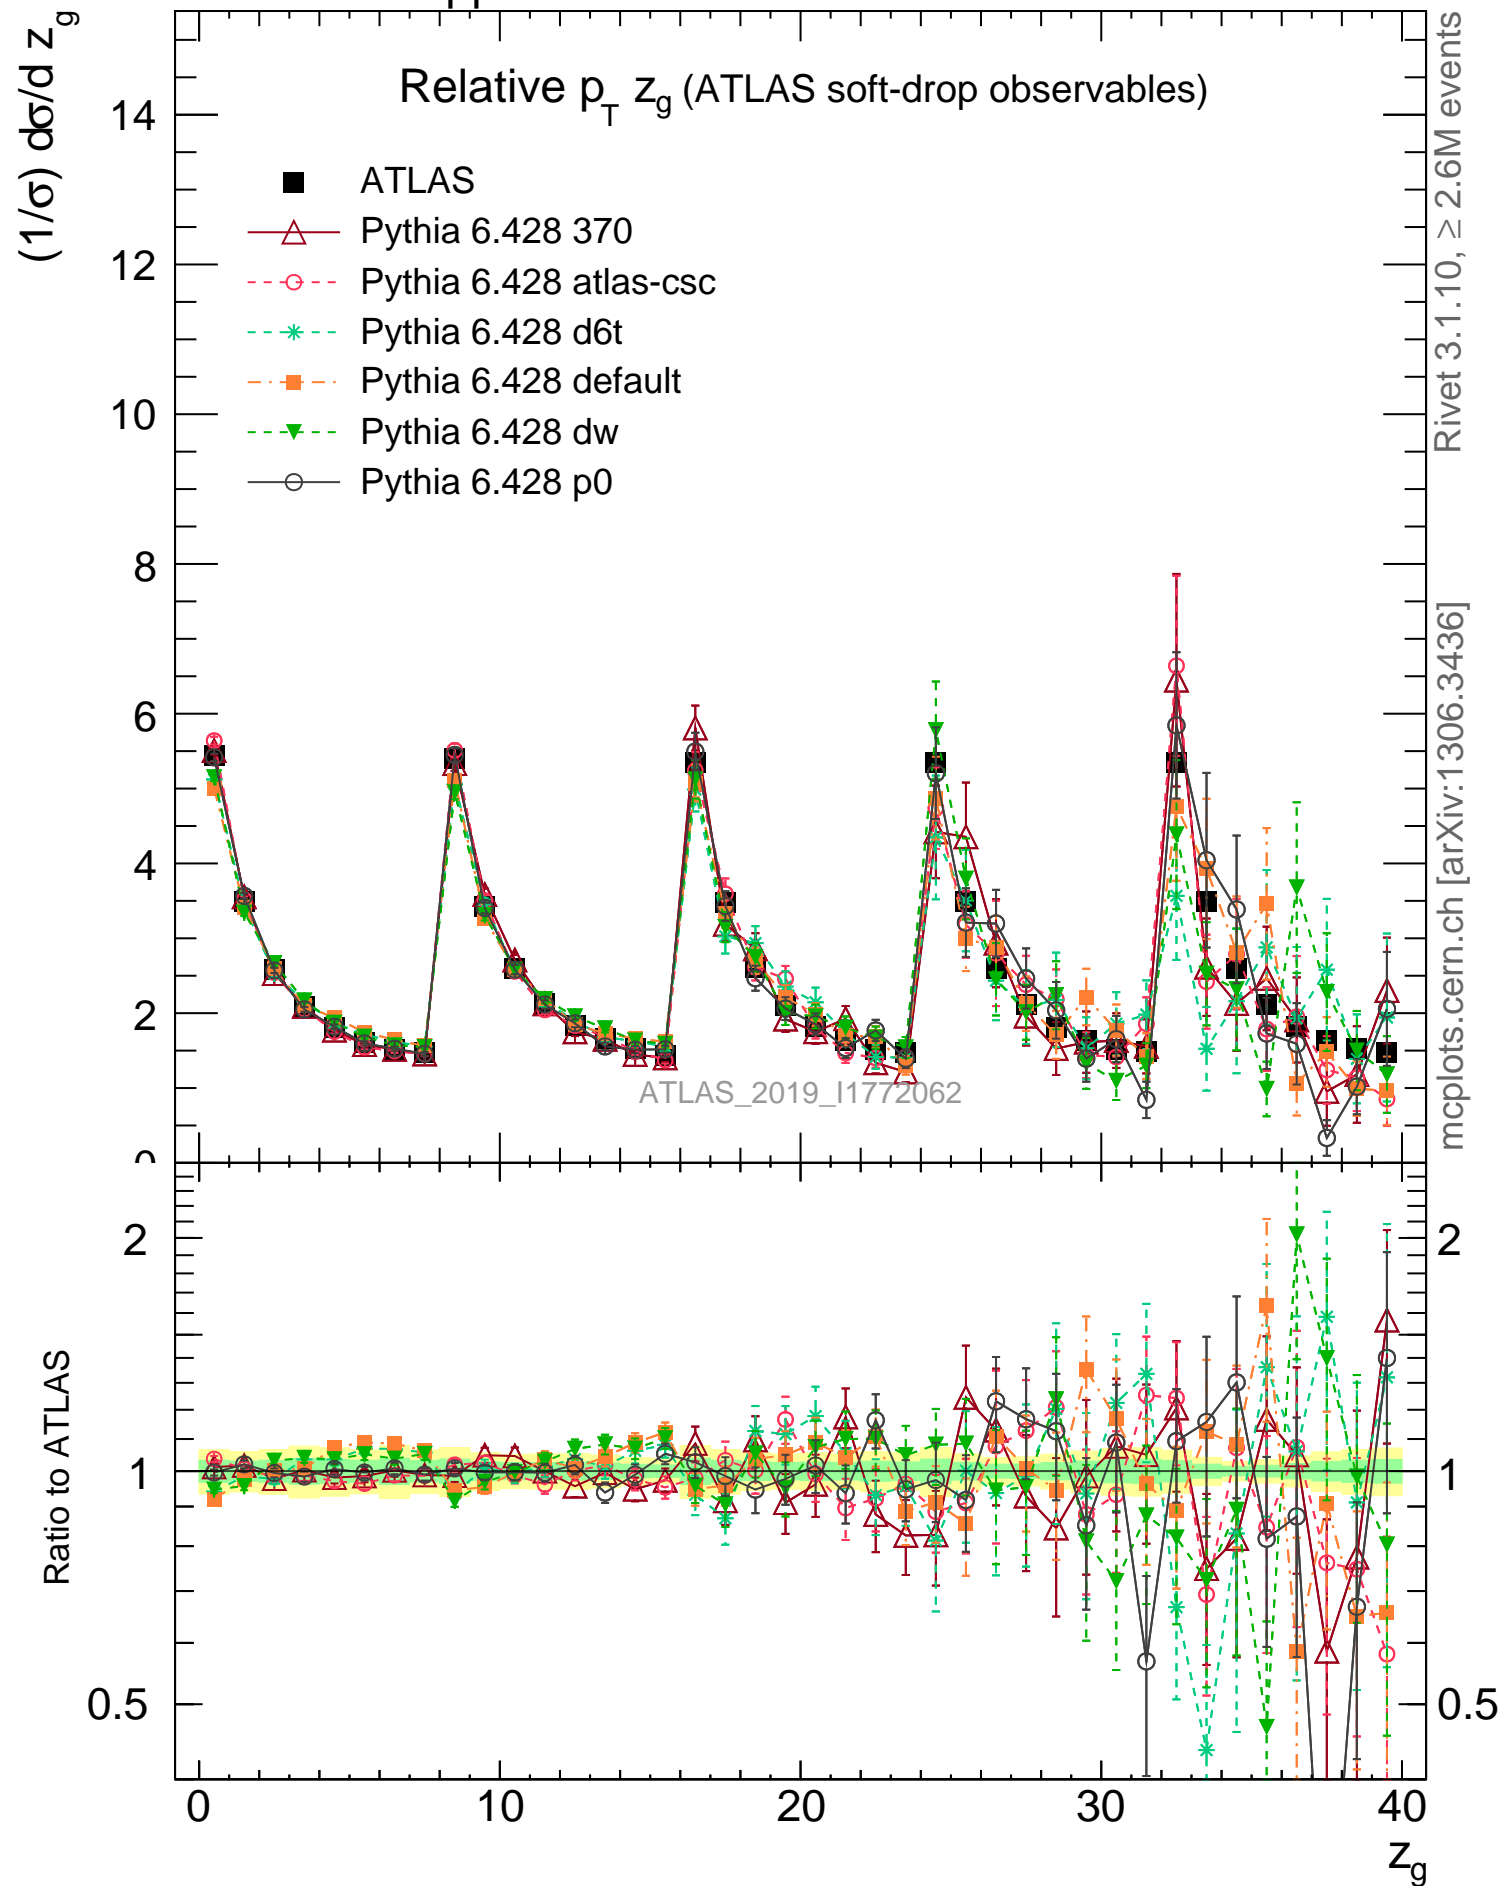 pp
(1/σ) dσ/d z_g
Relative p_T z_g (ATLAS soft-drop observables)
ATLAS
Pythia 6.428 370
Pythia 6.428 atlas-csc
Pythia 6.428 d6t
Pythia 6.428 default
Pythia 6.428 dw
Pythia 6.428 p0
14
12
10
8
6
4
2
0
ATLAS_2019_I1772062
Rivet 3.1.10, ≥ 2.6M events
mcplots.cern.ch [arXiv:1306.3436]
Ratio to ATLAS
2
1
0.5
2
1
0.5
0
10
20
30
40
z_g